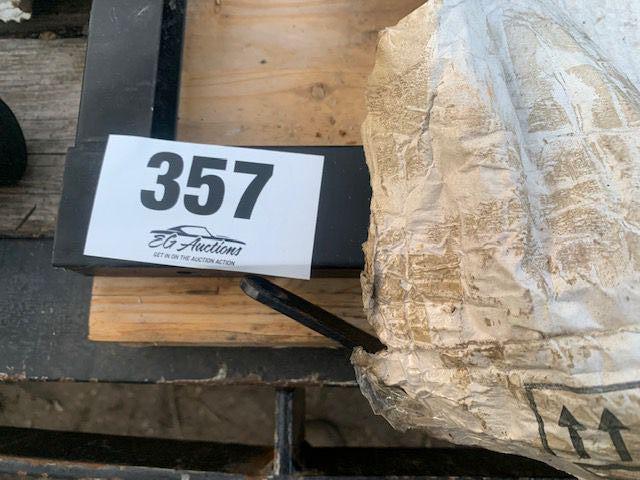 357
EG Auctions
GET IN ON THE AUCTION ACTION